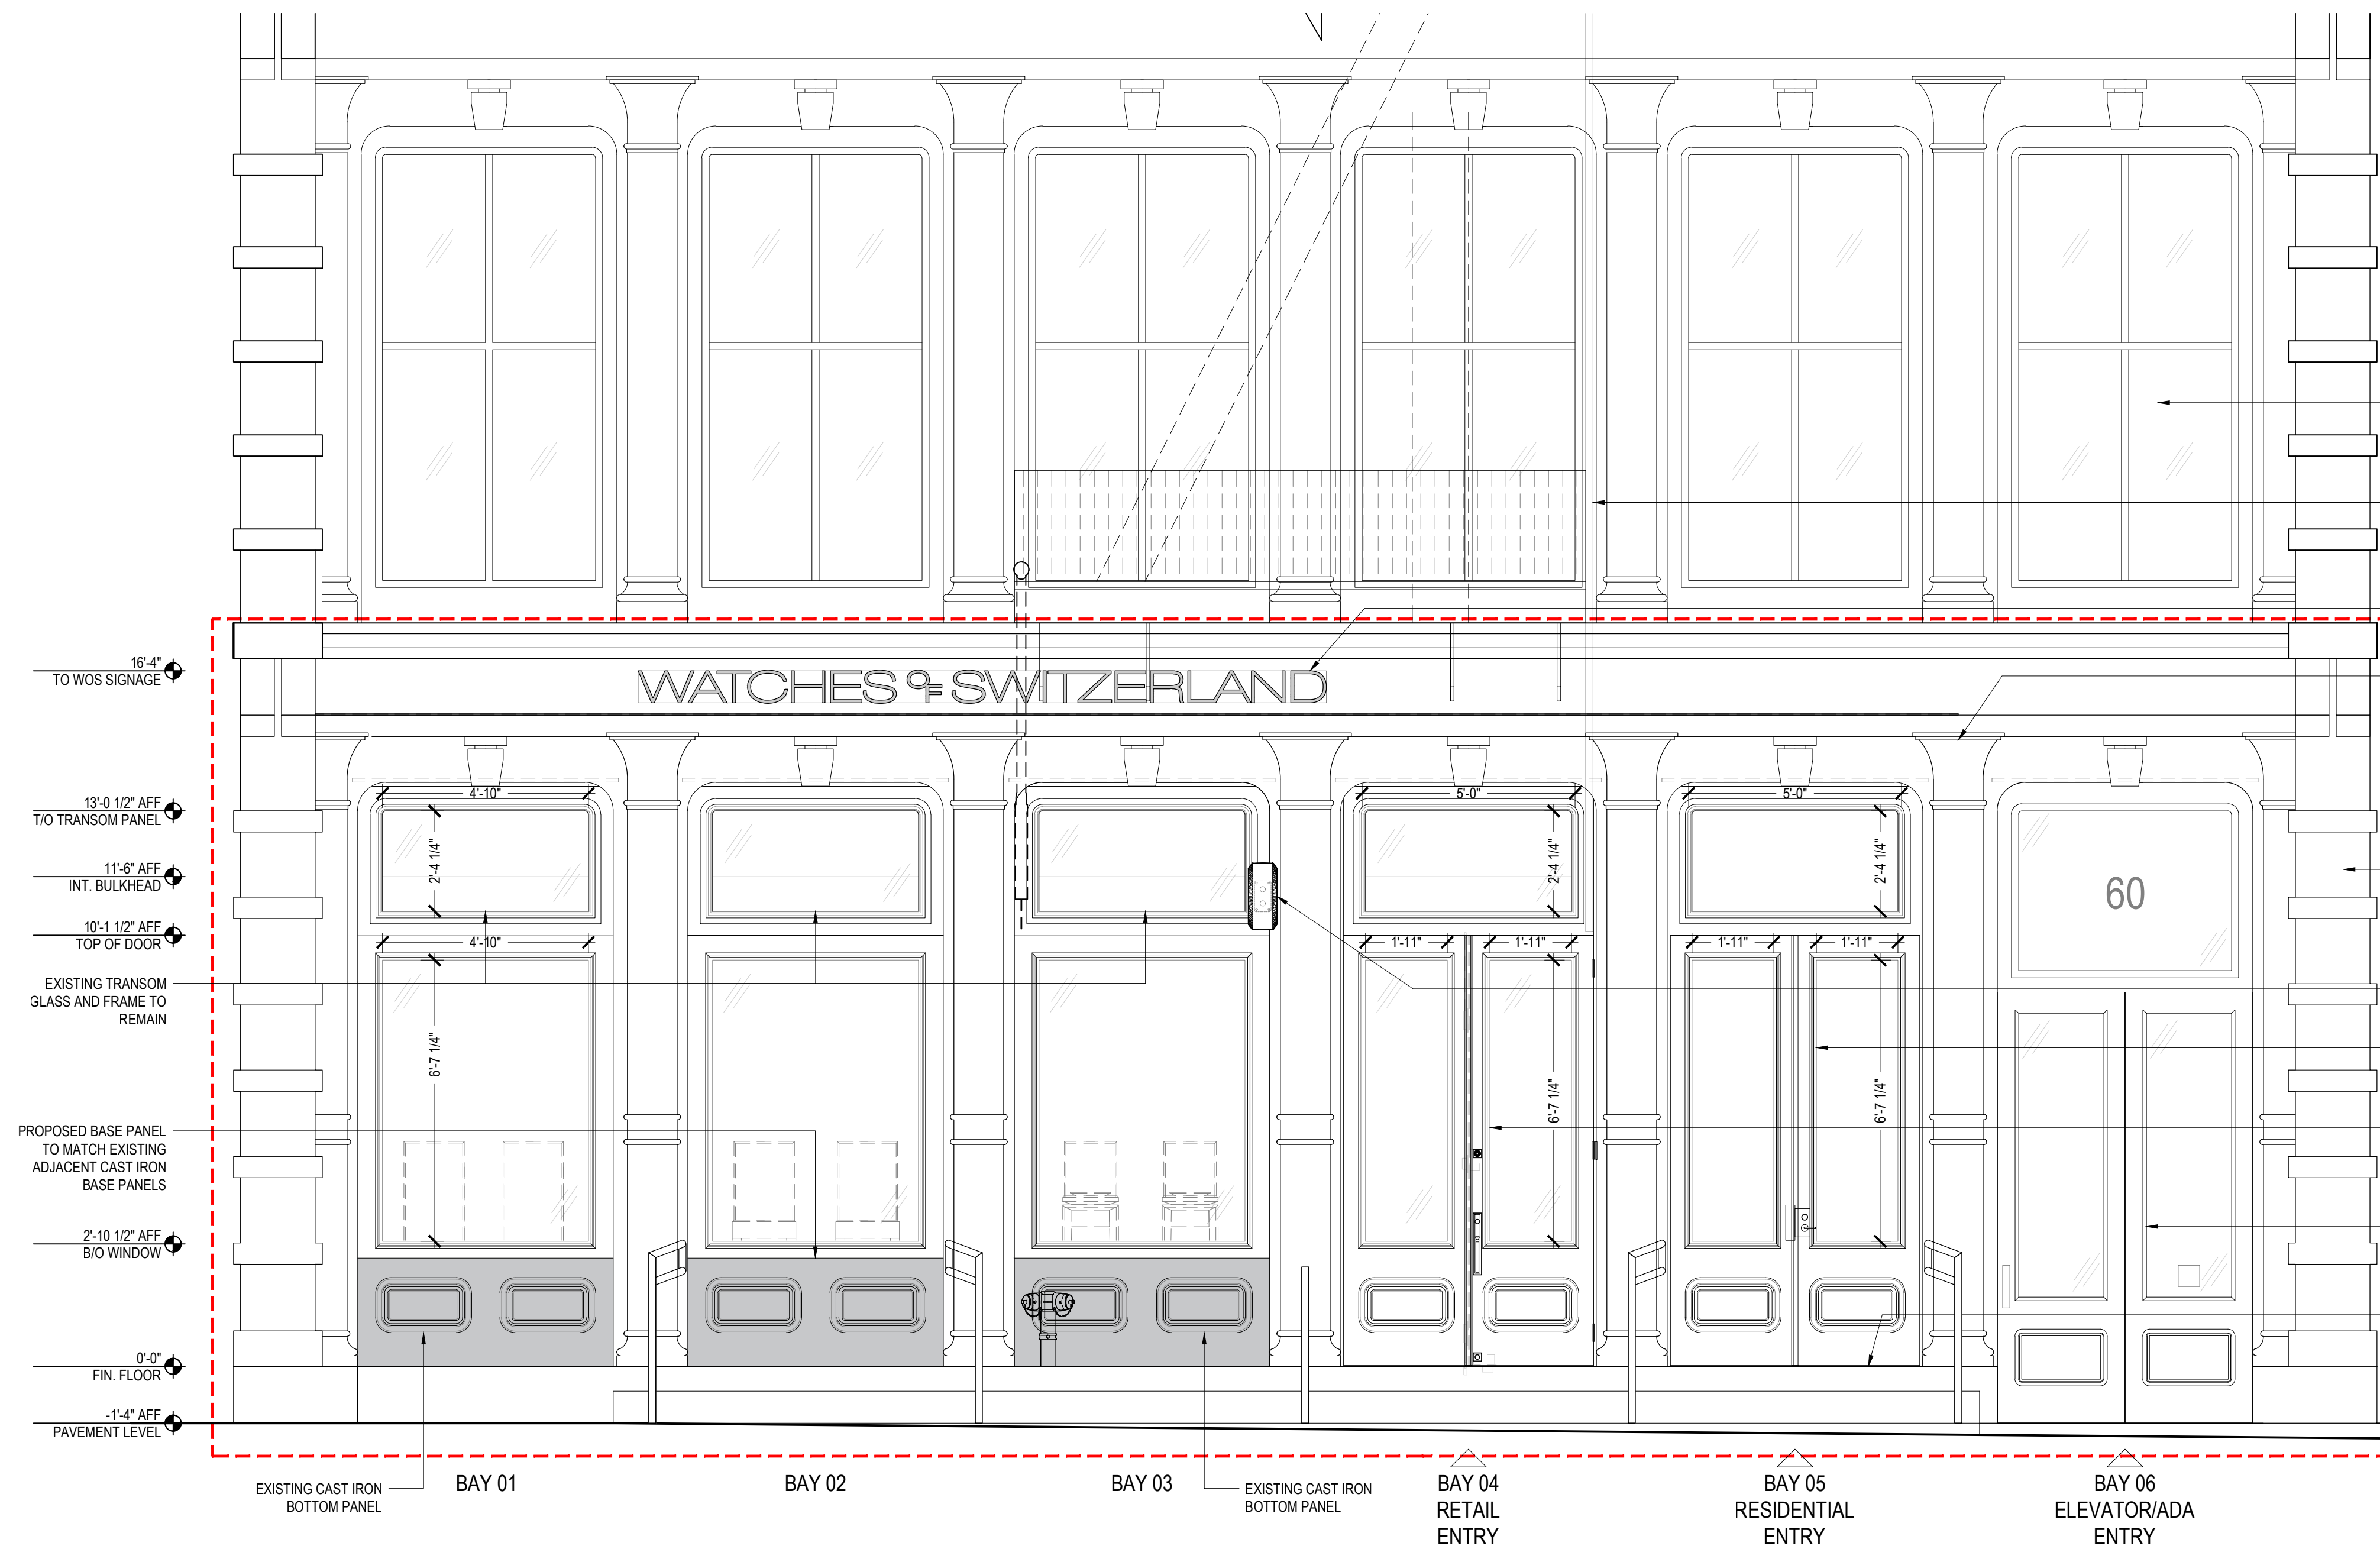 16'-4"
TO WOS SIGNAGE
WATCHES OF SWITZERLAND
13'-0 1/2" AFF
T/O TRANSOM PANEL
4'-10"
5'-0"
5'-0"
2'-4 1/4"
2'-4 1/4"
2'-4 1/4"
11'-6" AFF
INT. BULKHEAD
60
10'-1 1/2" AFF
TOP OF DOOR
4'-10"
1'-11"
1'-11"
1'-11"
1'-11"
EXISTING TRANSOM
GLASS AND FRAME TO
REMAIN
6'-7 1/4"
6'-7 1/4"
6'-7 1/4"
PROPOSED BASE PANEL
TO MATCH EXISTING
ADJACENT CAST IRON
BASE PANELS
2'-10 1/2" AFF
B/O WINDOW
0'-0"
FIN. FLOOR
-1'-4" AFF
PAVEMENT LEVEL
EXISTING CAST IRON
BOTTOM PANEL
BAY 01
BAY 02
BAY 03
EXISTING CAST IRON
BOTTOM PANEL
BAY 04
RETAIL
ENTRY
BAY 05
RESIDENTIAL
ENTRY
BAY 06
ELEVATOR/ADA
ENTRY